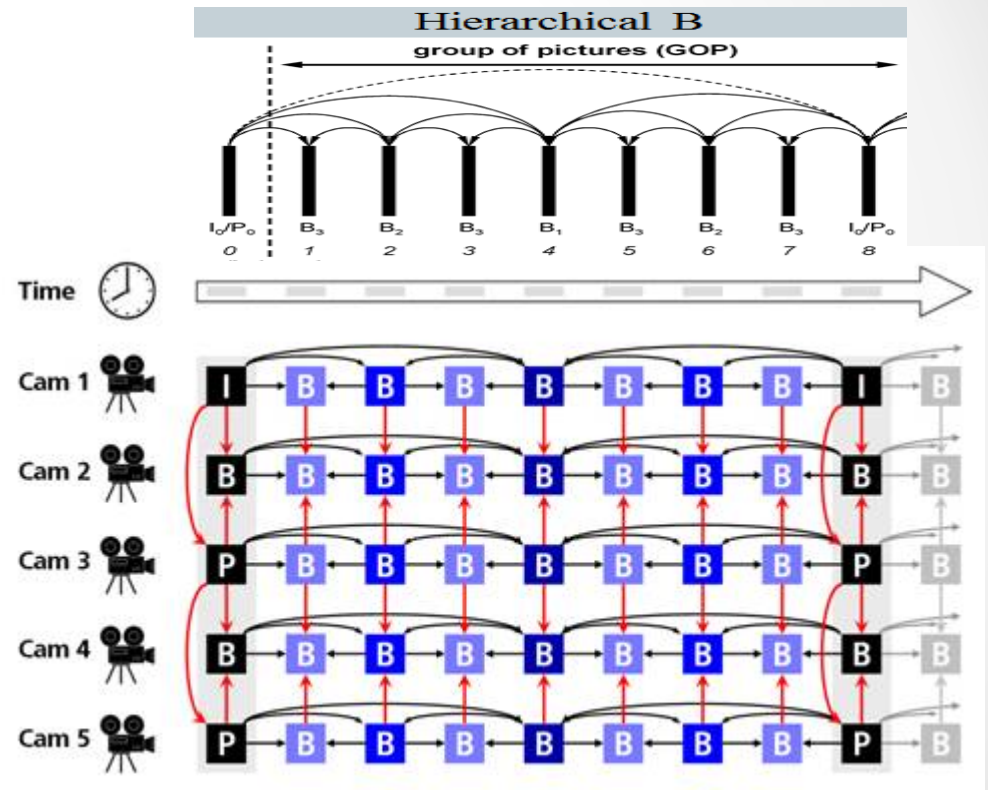 Hierarchical B
group of pictures (GOP)
I₀/P₀ B₃ B₂ B₃ B₁ B₃ B₂ B₃ I₀/P₀
0 1 2 3 4 5 6 7 8
Time
Cam 1 I B B B B B B B I B
Cam 2 B B B B B B B B B B
Cam 3 P B B B B B B B P B
Cam 4 B B B B B B B B B B
Cam 5 P B B B B B B B P B